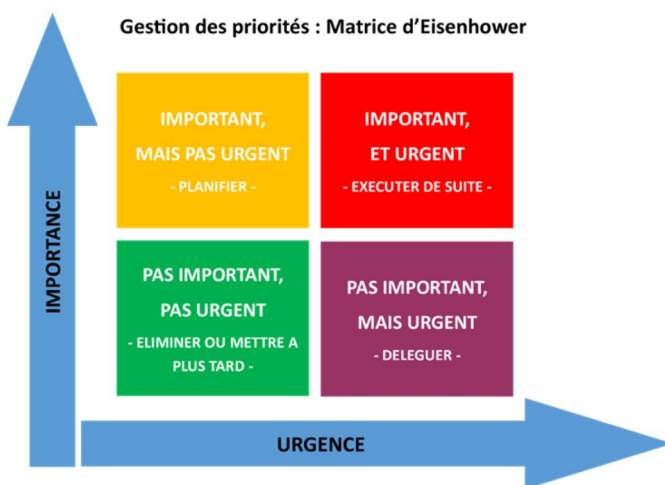 Gestion des priorités : Matrice d’Eisenhower
IMPORTANT,
MAIS PAS URGENT
- PLANIFIER -
IMPORTANT,
ET URGENT
- EXECUTER DE SUITE -
PAS IMPORTANT,
PAS URGENT
- ELIMINER OU METTRE A
PLUS TARD -
PAS IMPORTANT,
MAIS URGENT
- DELEGUER -
IMPORTANCE
URGENCE